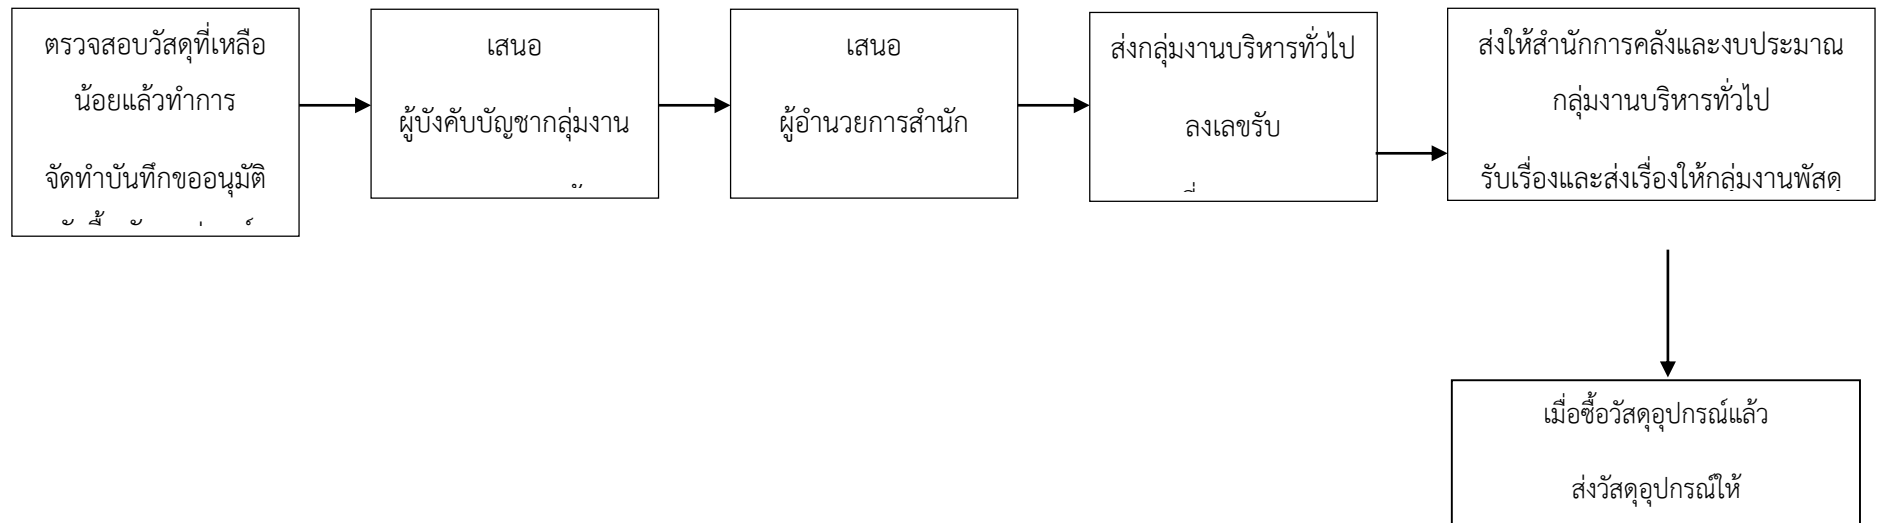 ตรวจสอบวัสดุที่เหลือ
น้อยแล้วทำการ
จัดทำบันทึกขออนุมัติ
เสนอ
ผู้บังคับบัญชากลุ่มงาน
เสนอ
ผู้อำนวยการสำนัก
ส่งกลุ่มงานบริหารทั่วไป
ลงเลขรับ
ส่งให้สำนักการคลังและงบประมาณ
กลุ่มงานบริหารทั่วไป
รับเรื่องและส่งเรื่องให้กลุ่มงานพัสดุ
เมื่อซื้อวัสดุอุปกรณ์แล้ว
ส่งวัสดุอุปกรณ์ให้